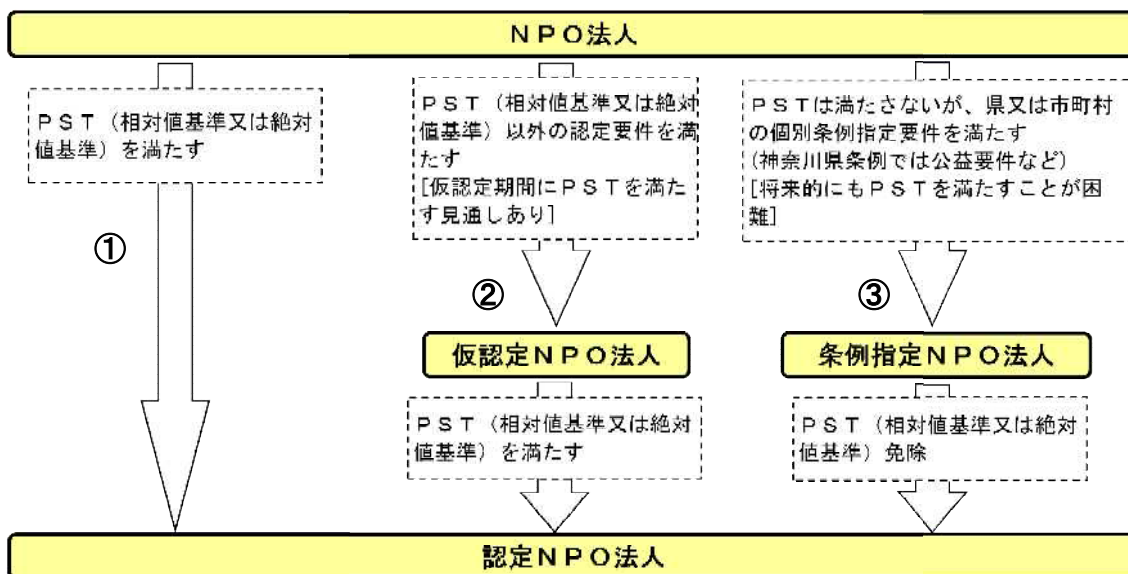 ＮＰＯ法人
ＰＳＴ（相対値基準又は絶対
値基準）を満たす
①
ＰＳＴ（相対値基準又は絶対
値基準）以外の認定要件を満
たす
[仮認定期間にＰＳＴを満た
す見通しあり]
②
仮認定ＮＰＯ法人
ＰＳＴ（相対値基準又は絶対
値基準）を満たす
ＰＳＴは満たさないが、県又は市町村
の個別条例指定要件を満たす
（神奈川県条例では公益要件など）
[将来的にもＰＳＴを満たすことが困
難]
③
条例指定ＮＰＯ法人
ＰＳＴ（相対値基準又は絶対
値基準）免除
認定ＮＰＯ法人